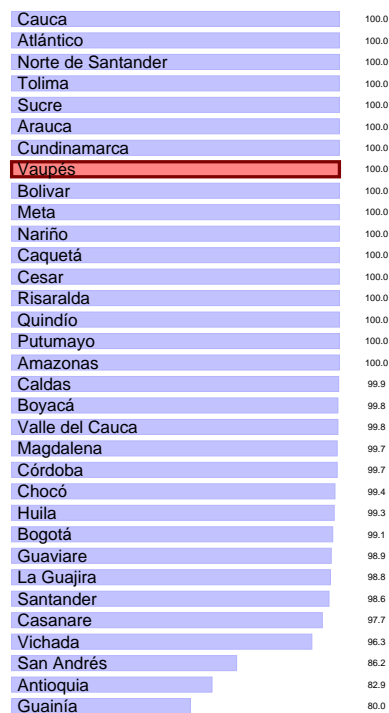 Cauca 100.0
Atlántico 100.0
Norte de Santander 100.0
Tolima 100.0
Sucre 100.0
Arauca 100.0
Cundinamarca 100.0
Vaupés 100.0
Bolivar 100.0
Meta 100.0
Nariño 100.0
Caquetá 100.0
Cesar 100.0
Risaralda 100.0
Quindío 100.0
Putumayo 100.0
Amazonas 100.0
Caldas 99.9
Boyacá 99.8
Valle del Cauca 99.8
Magdalena 99.7
Córdoba 99.7
Chocó 99.4
Huila 99.3
Bogotá 99.1
Guaviare 98.9
La Guajira 98.8
Santander 98.6
Casanare 97.7
Vichada 96.3
San Andrés 86.2
Antioquia 82.9
Guainía 80.0